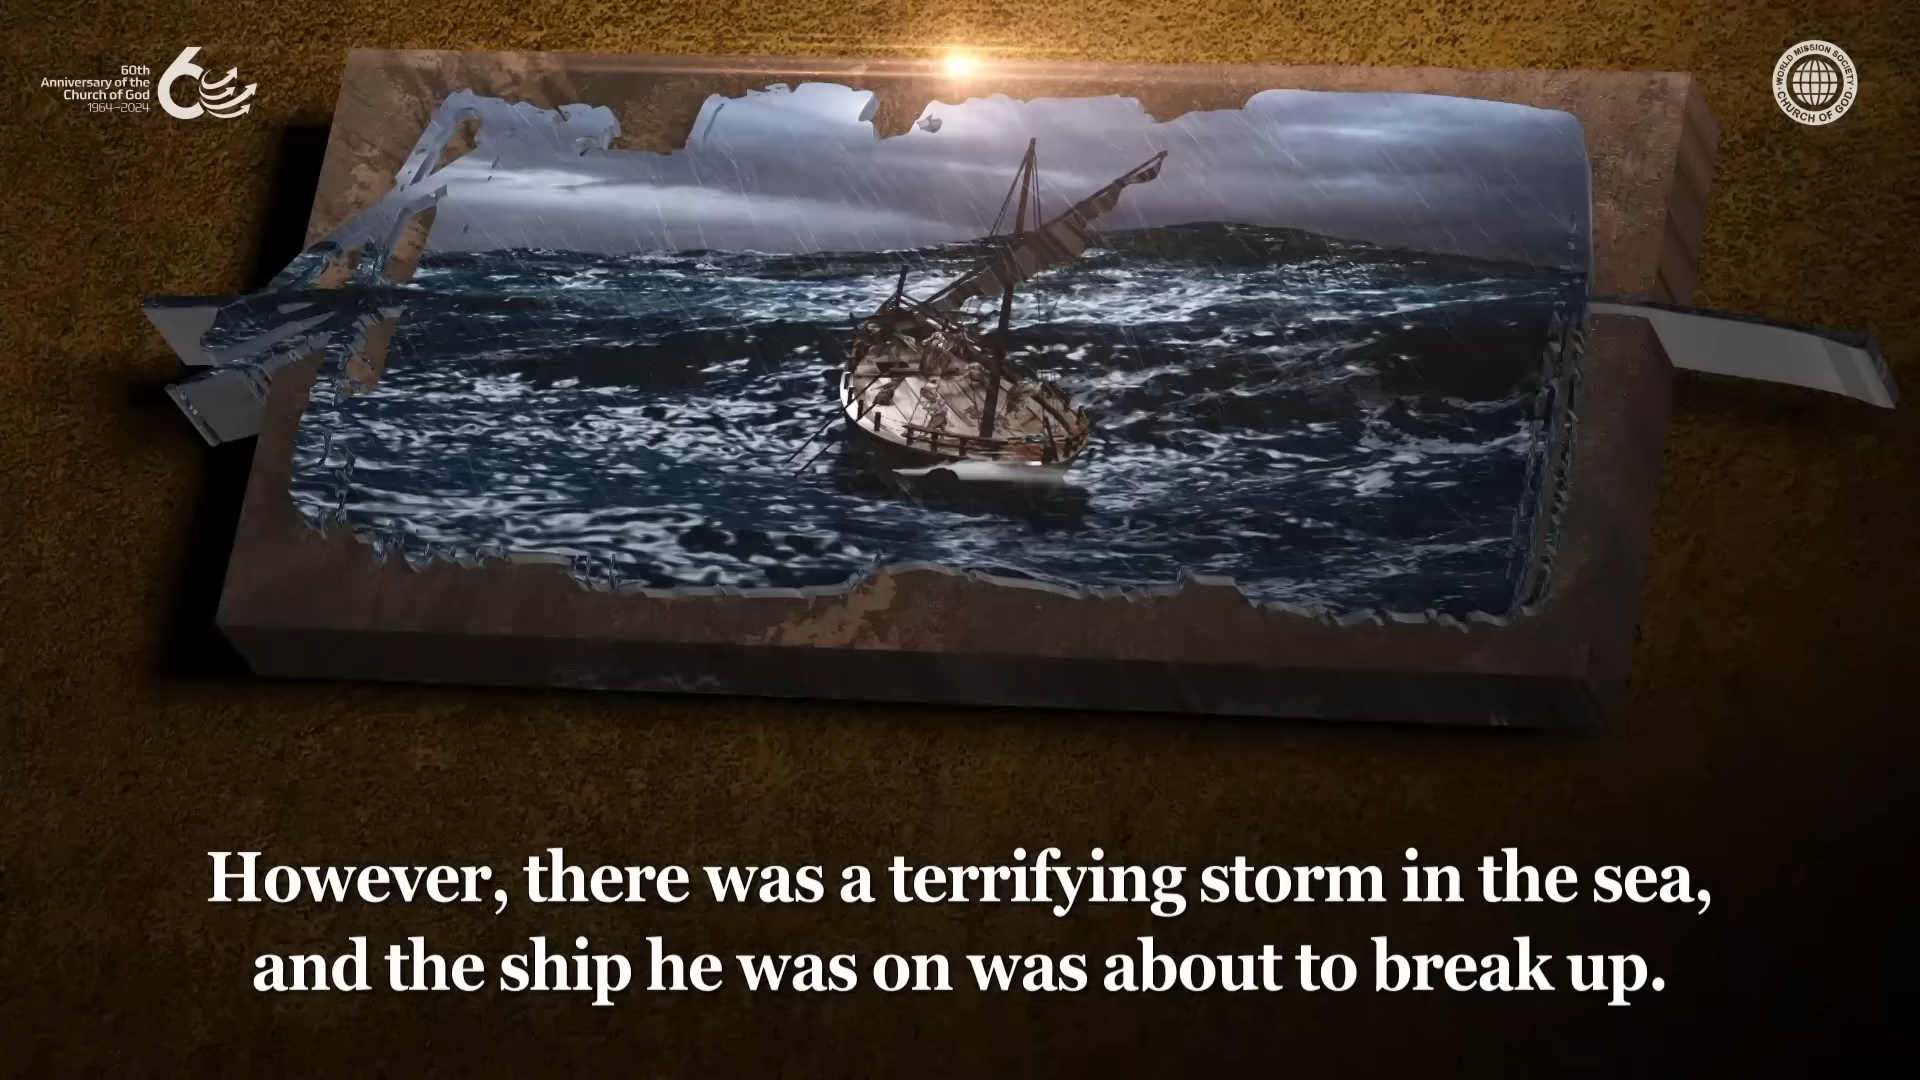 60th
Anniversary of the
Church of God
1964–2024
60
WORLD MISSION SOCIETY
CHURCH OF GOD
However, there was a terrifying storm in the sea,
and the ship he was on was about to break up.